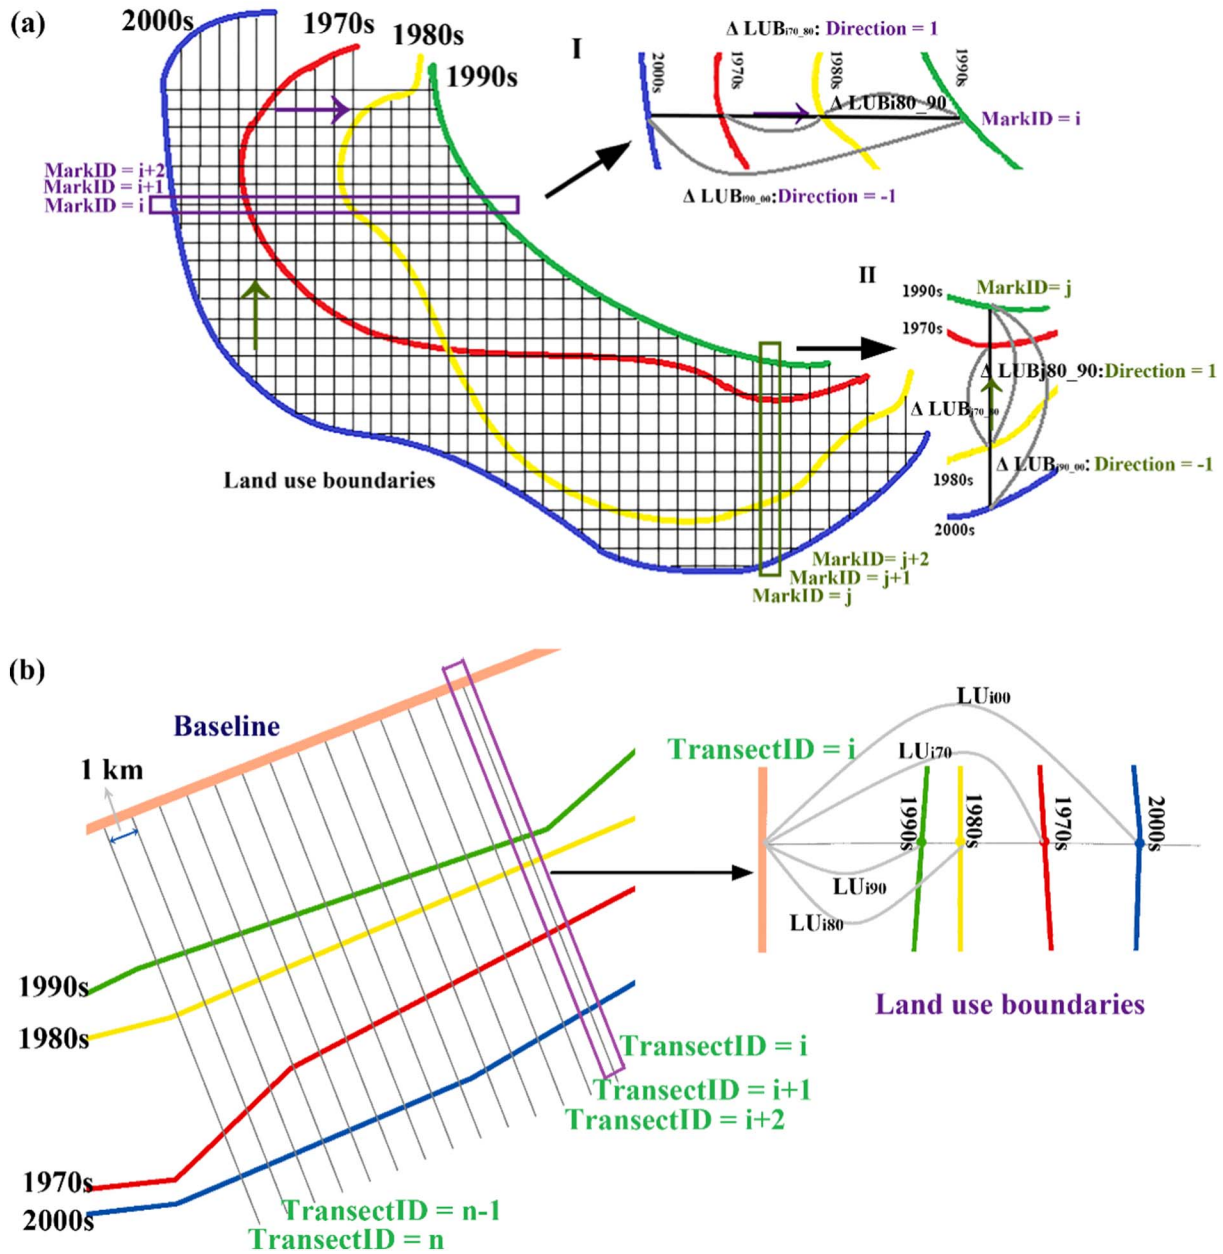 (a)
2000s
1970s
1980s
1990s
MarkID = i+2
MarkID = i+1
MarkID = i
Land use boundaries
MarkID= j+2
MarkID = j+1
MarkID = j
I
Δ LUBi70_80: Direction = 1
2000s
1970s
1980s
1990s
Δ LUBi80_90
MarkID = i
Δ LUBi90_00:Direction = -1
II
1990s
MarkID= j
1970s
Δ LUBj80_90:Direction = 1
Δ LUBj70_80
Δ LUBj90_00: Direction = -1
1980s
2000s
(b)
Baseline
1 km
1990s
1980s
1970s
2000s
TransectID = i
TransectID = i+1
TransectID = i+2
TransectID = n-1
TransectID = n
TransectID = i
LUi00
LUi70
1990s
1980s
1970s
2000s
LUi90
LUi80
Land use boundaries